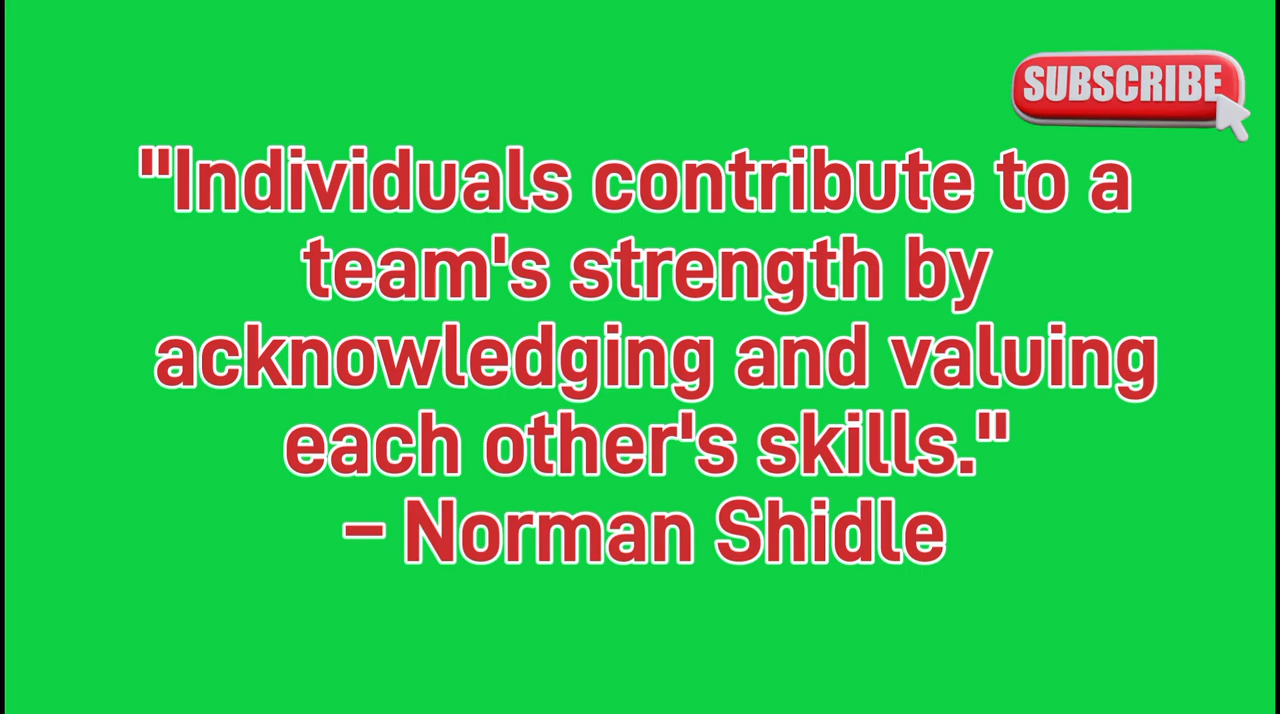 SUBSCRIBE
"Individuals contribute to a
team's strength by
acknowledging and valuing
each other's skills."
– Norman Shidle